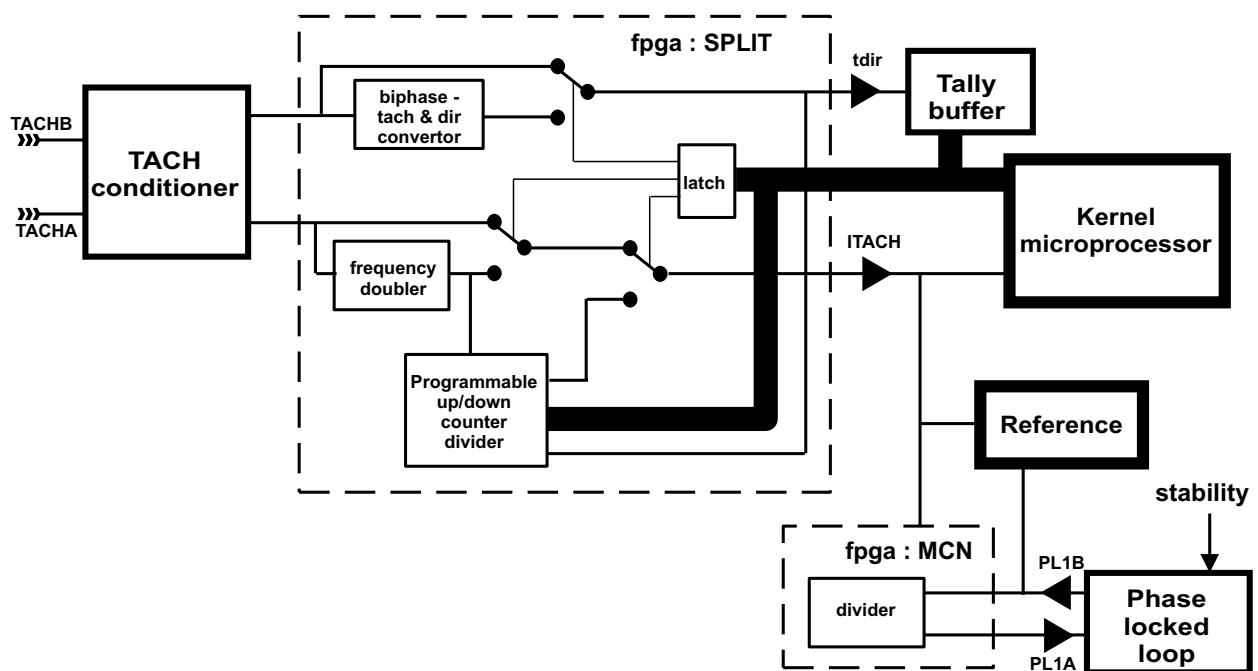 fpga : SPLIT
tdir
Tally
buffer
biphase -
tach & dir
convertor
TACHB
TACH
conditioner
latch
TACHA
Kernel
microprocessor
ITACH
frequency
doubler
Programmable
up/down
counter
divider
Reference
stability
fpga : MCN
PL1B
divider
Phase
locked
loop
PL1A